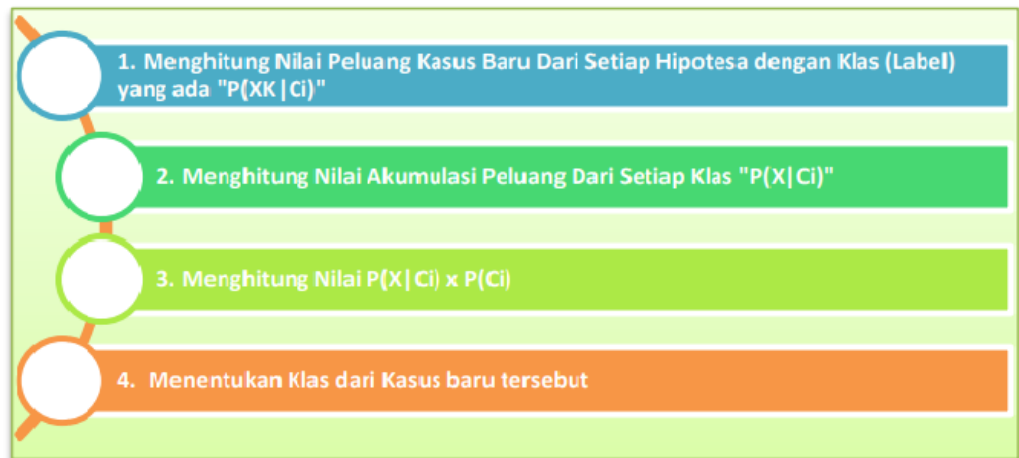 1. Menghitung Nilai Peluang Kasus Baru Dari Setiap Hipotesa dengan Klas (Label)
yang ada "P(XK|Ci)"
2. Menghitung Nilai Akumulasi Peluang Dari Setiap Klas "P(X|Ci)"
3. Menghitung Nilai P(X|Ci) x P(Ci)
4. Menentukan Klas dari Kasus baru tersebut